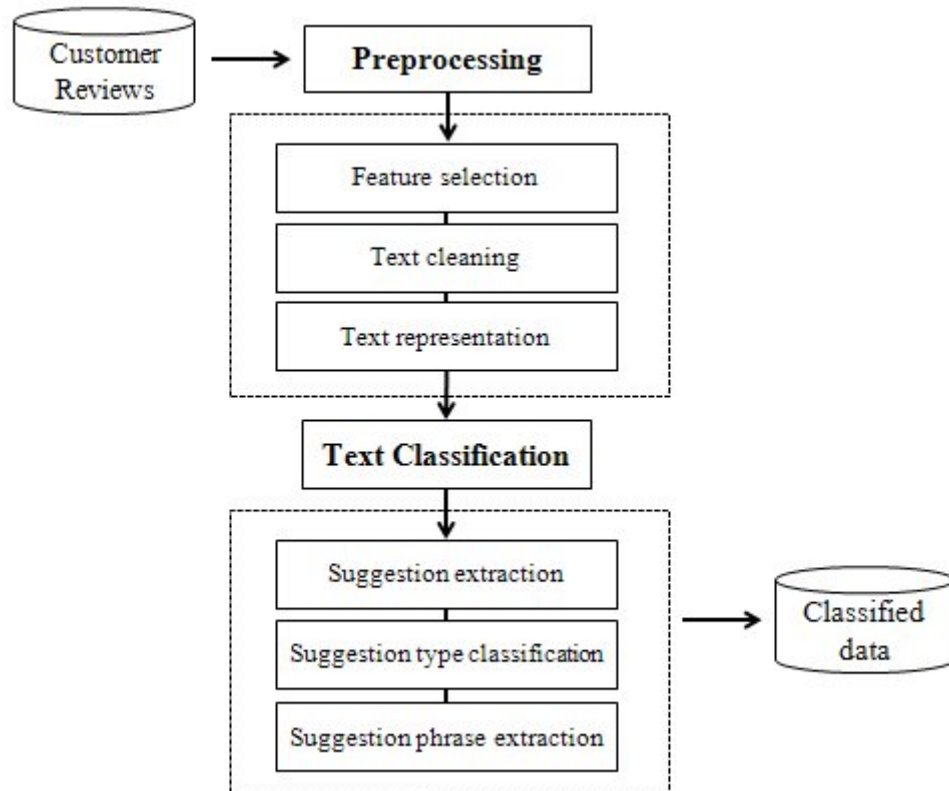 Customer
Reviews
Preprocessing
Feature selection
Text cleaning
Text representation
Text Classification
Suggestion extraction
Suggestion type classification
Suggestion phrase extraction
Classified
data